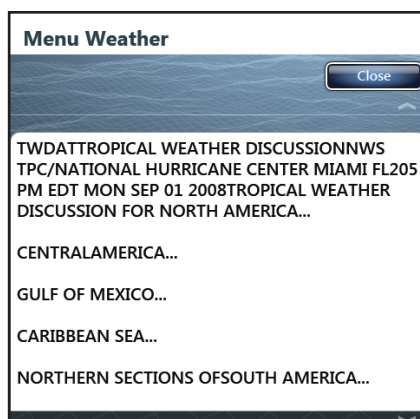 Menu Weather
Close
TWDATTROPICAL WEATHER DISCUSSIONNWS
TPC/NATIONAL HURRICANE CENTER MIAMI FL205
PM EDT MON SEP 01 2008TROPICAL WEATHER
DISCUSSION FOR NORTH AMERICA...
CENTRALAMERICA...
GULF OF MEXICO...
CARIBBEAN SEA...
NORTHERN SECTIONS OFSOUTH AMERICA...